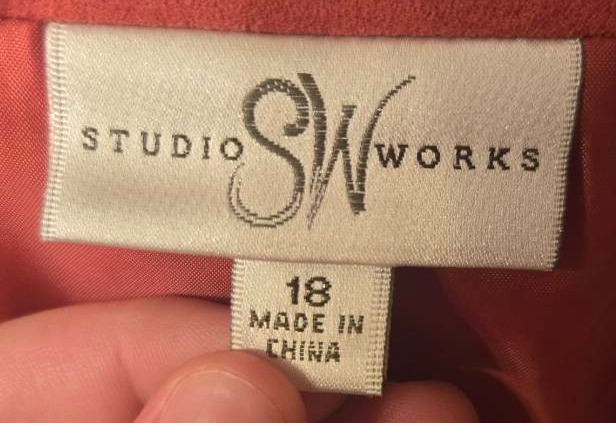 STUDIO SW WORKS
18
MADE IN
CHINA